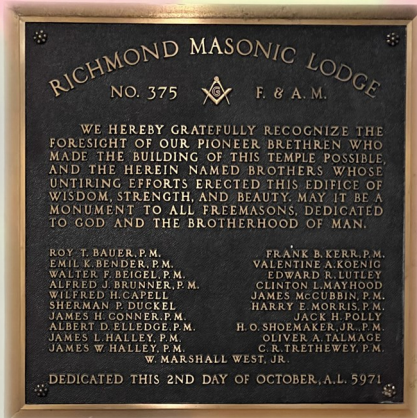 RICHMOND MASONIC LODGE
NO. 375 G F. & A. M.
WE HEREBY GRATEFULLY RECOGNIZE THE
FORESIGHT OF OUR PIONEER BRETHREN WHO
MADE THE BUILDING OF THIS TEMPLE POSSIBLE,
AND THE HEREIN NAMED BROTHERS WHOSE
UNTIRING EFFORTS ERECTED THIS EDIFICE OF
WISDOM, STRENGTH, AND BEAUTY. MAY IT BE A
MONUMENT TO ALL FREEMASONS, DEDICATED
TO GOD AND THE BROTHERHOOD OF MAN.
ROY T. BAUER, P.M.
EMIL K. BENDER, P.M.
WALTER F. BEIGEL, P.M.
ALFRED J. BRUNNER, P.M.
WILFRED H. CAPELL
SHERMAN P. DUCKEL
JAMES H. CONNER, P.M.
ALBERT D. ELLEDGE, P.M.
JAMES L. HALLEY, P.M.
JAMES W. HALLEY, P.M.
FRANK B. KERR, P.M.
VALENTINE A. KOENIG
EDWARD R. LUTLEY
CLINTON L. MAYHOOD
JAMES McCUBBIN, P.M.
HARRY E. MORRIS, P.M.
JACK H. POLLY
H. O. SHOEMAKER, JR., P.M.
OLIVER A. TALMAGE
C. R. TRETHEWEY, P.M.
W. MARSHALL WEST, JR.
DEDICATED THIS 2ND DAY OF OCTOBER, A.L. 5971